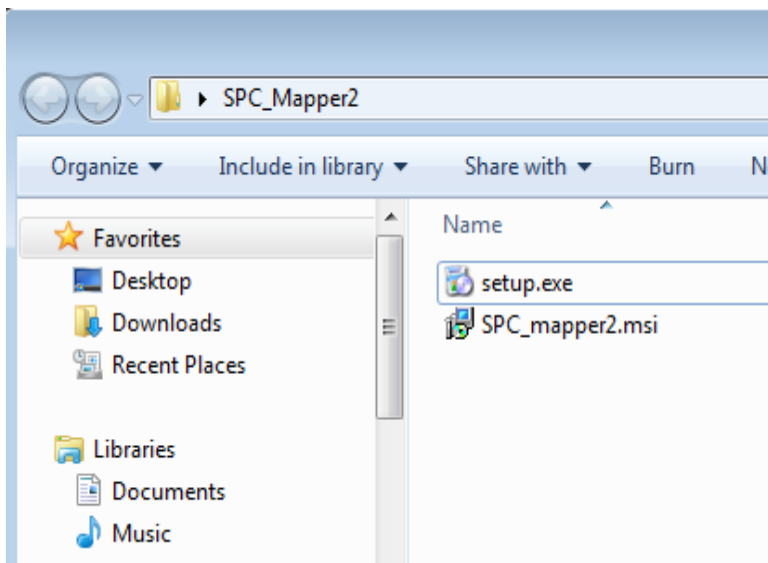 SPC_Mapper2
Organize Include in library Share with Burn N
Favorites
Desktop
Downloads
Recent Places
Libraries
Documents
Music
Name
setup.exe
SPC_mapper2.msi